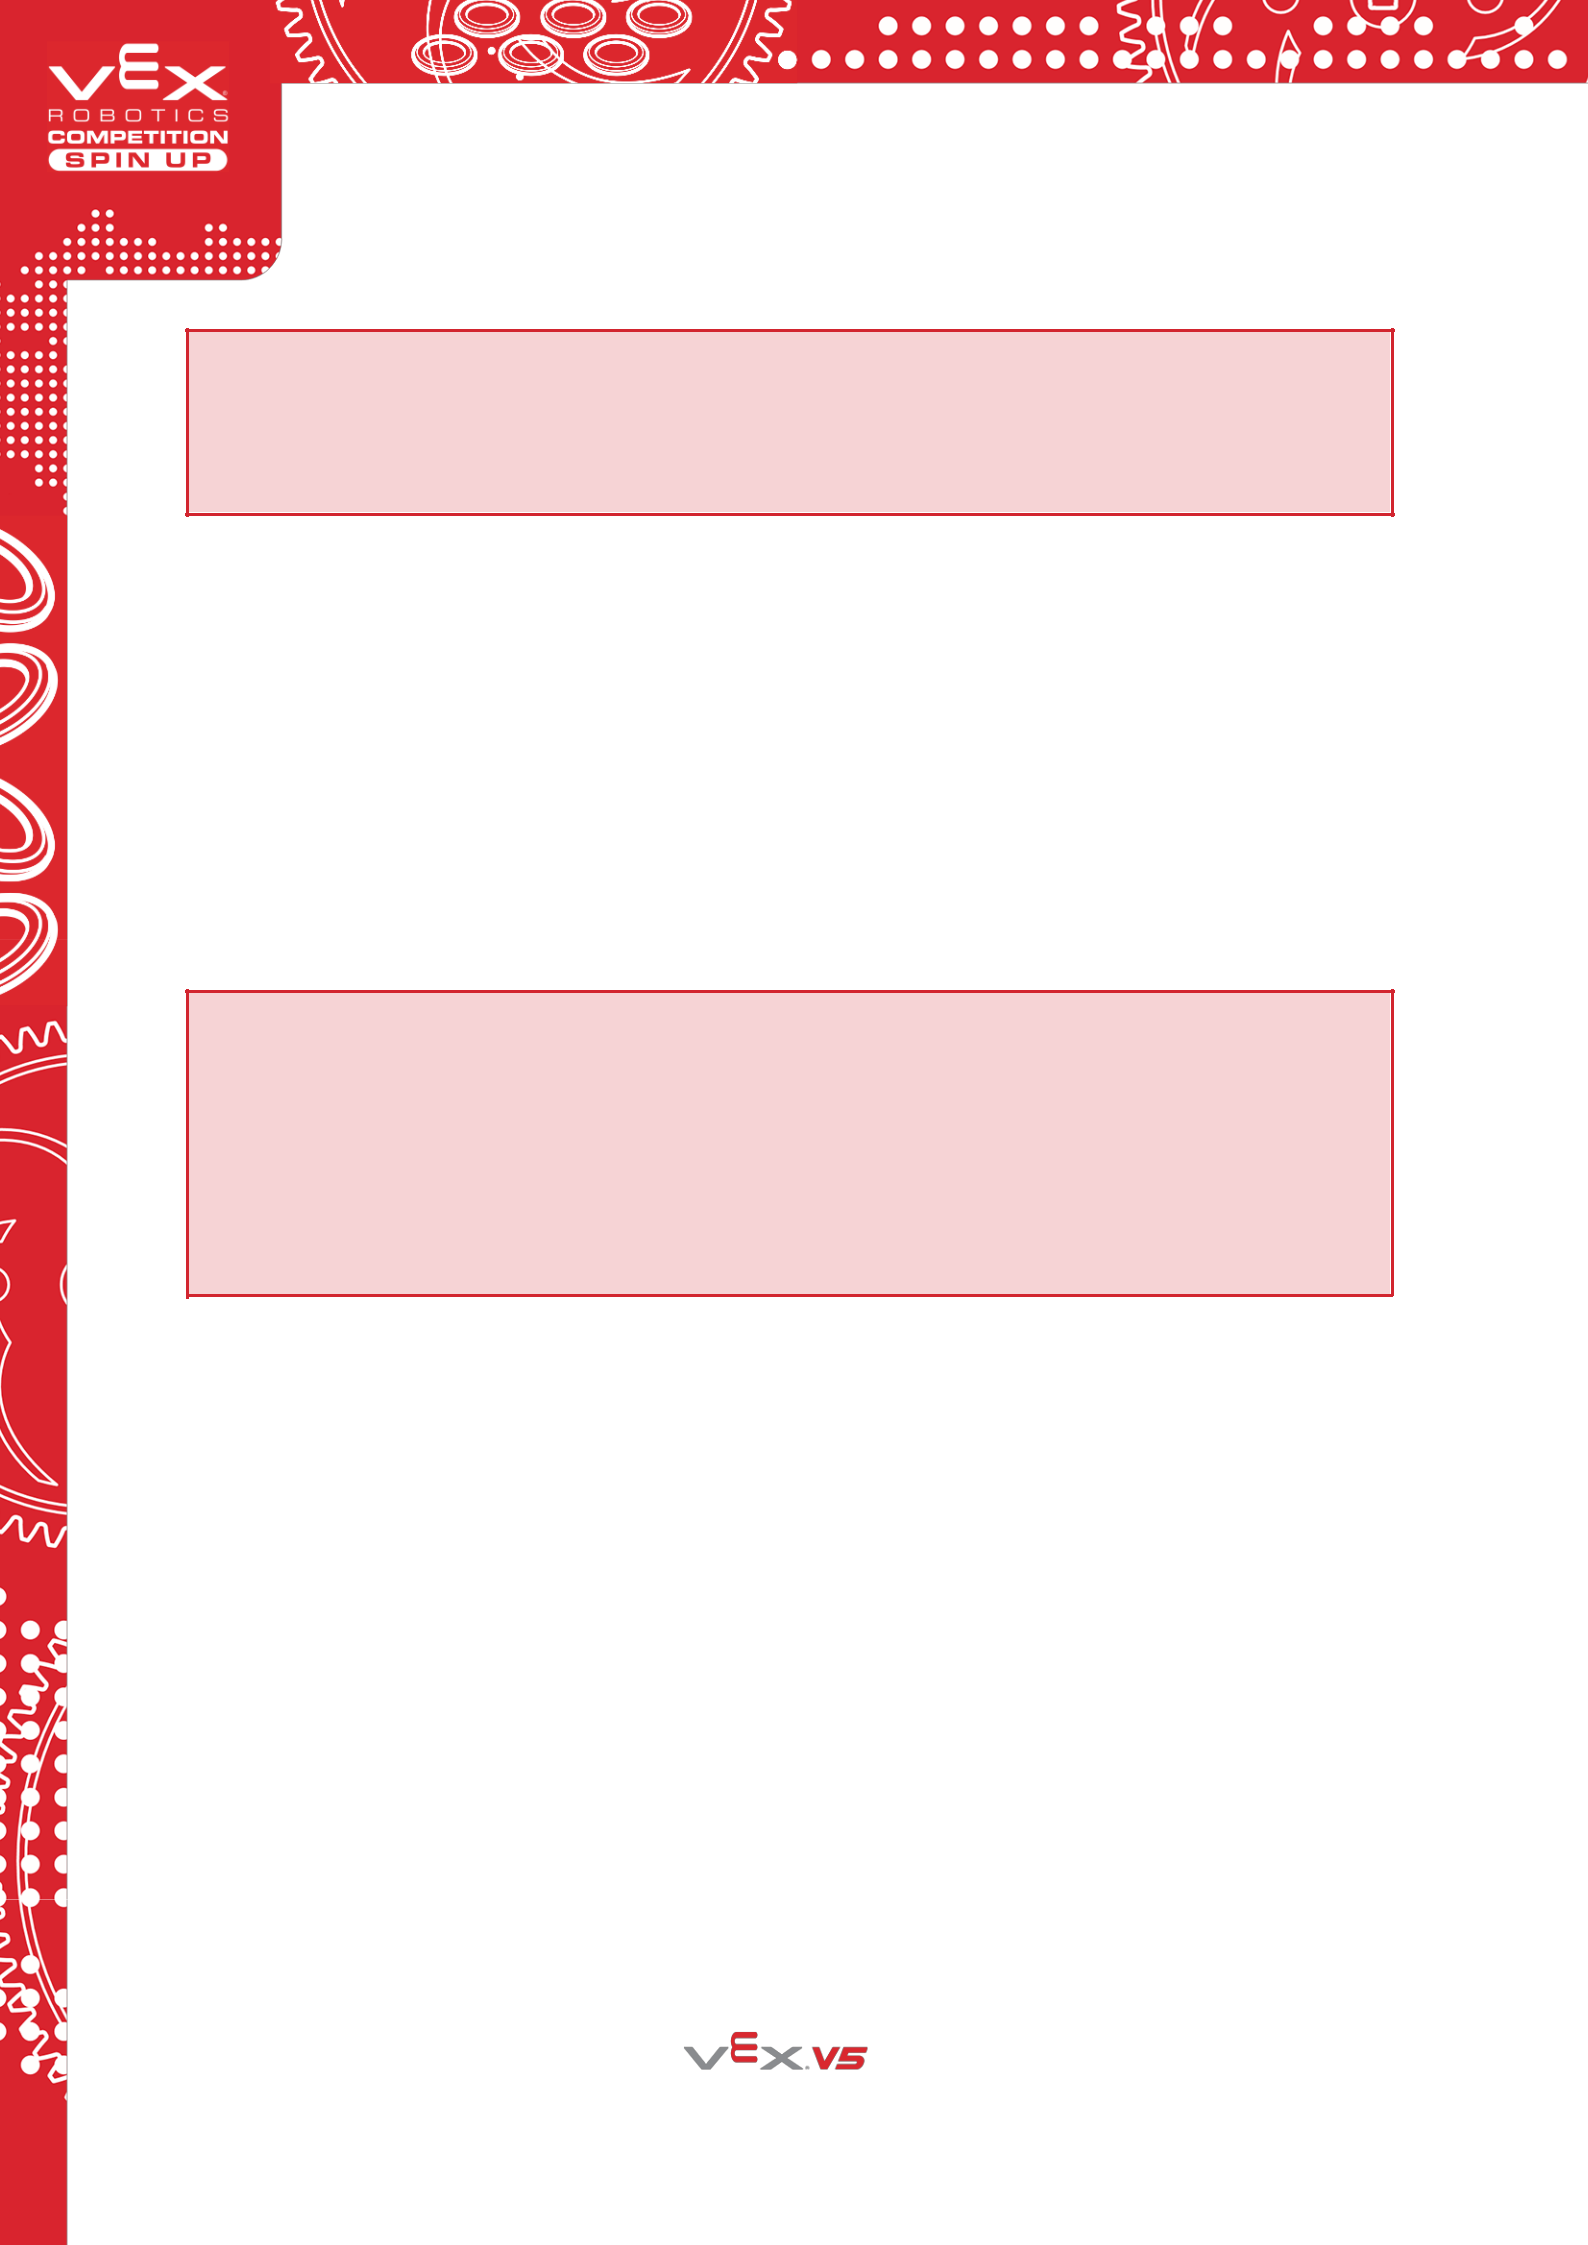 VEX
ROBOTICS
COMPETITION
SPIN UP
VEX V5